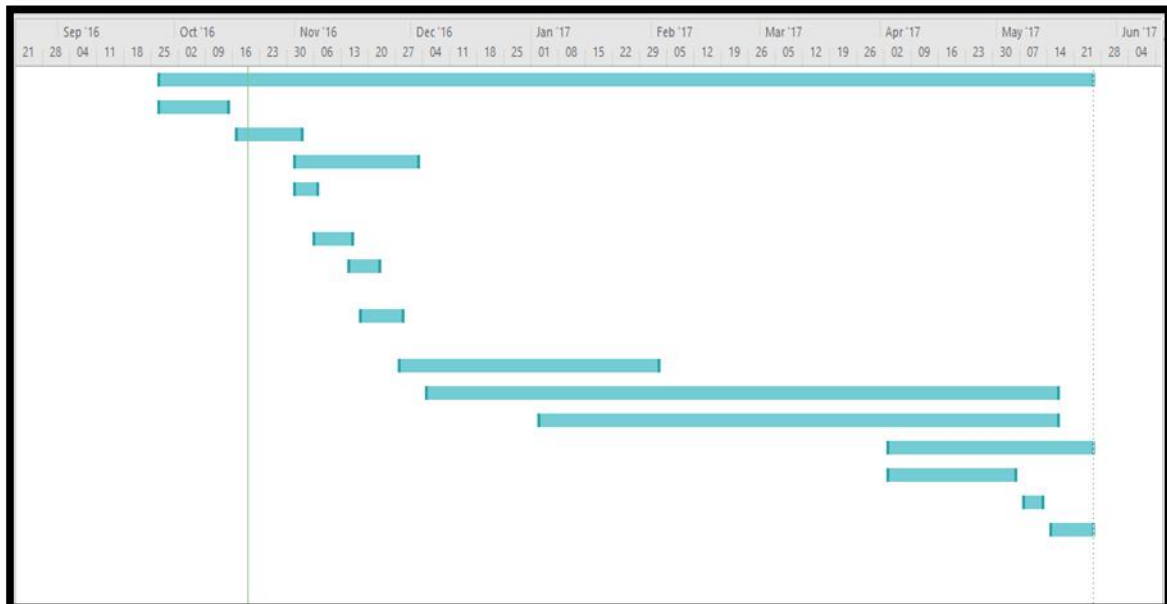 Sep '16 Oct '16 Nov '16 Dec '16 Jan '17 Feb '17 Mar '17 Apr '17 May '17 Jun '17
21 28 04 11 18 25 02 09 16 23 30 06 13 20 27 04 11 18 25 01 08 15 22 29 05 12 19 26 05 12 19 26 02 09 16 23 30 07 14 21 28 04